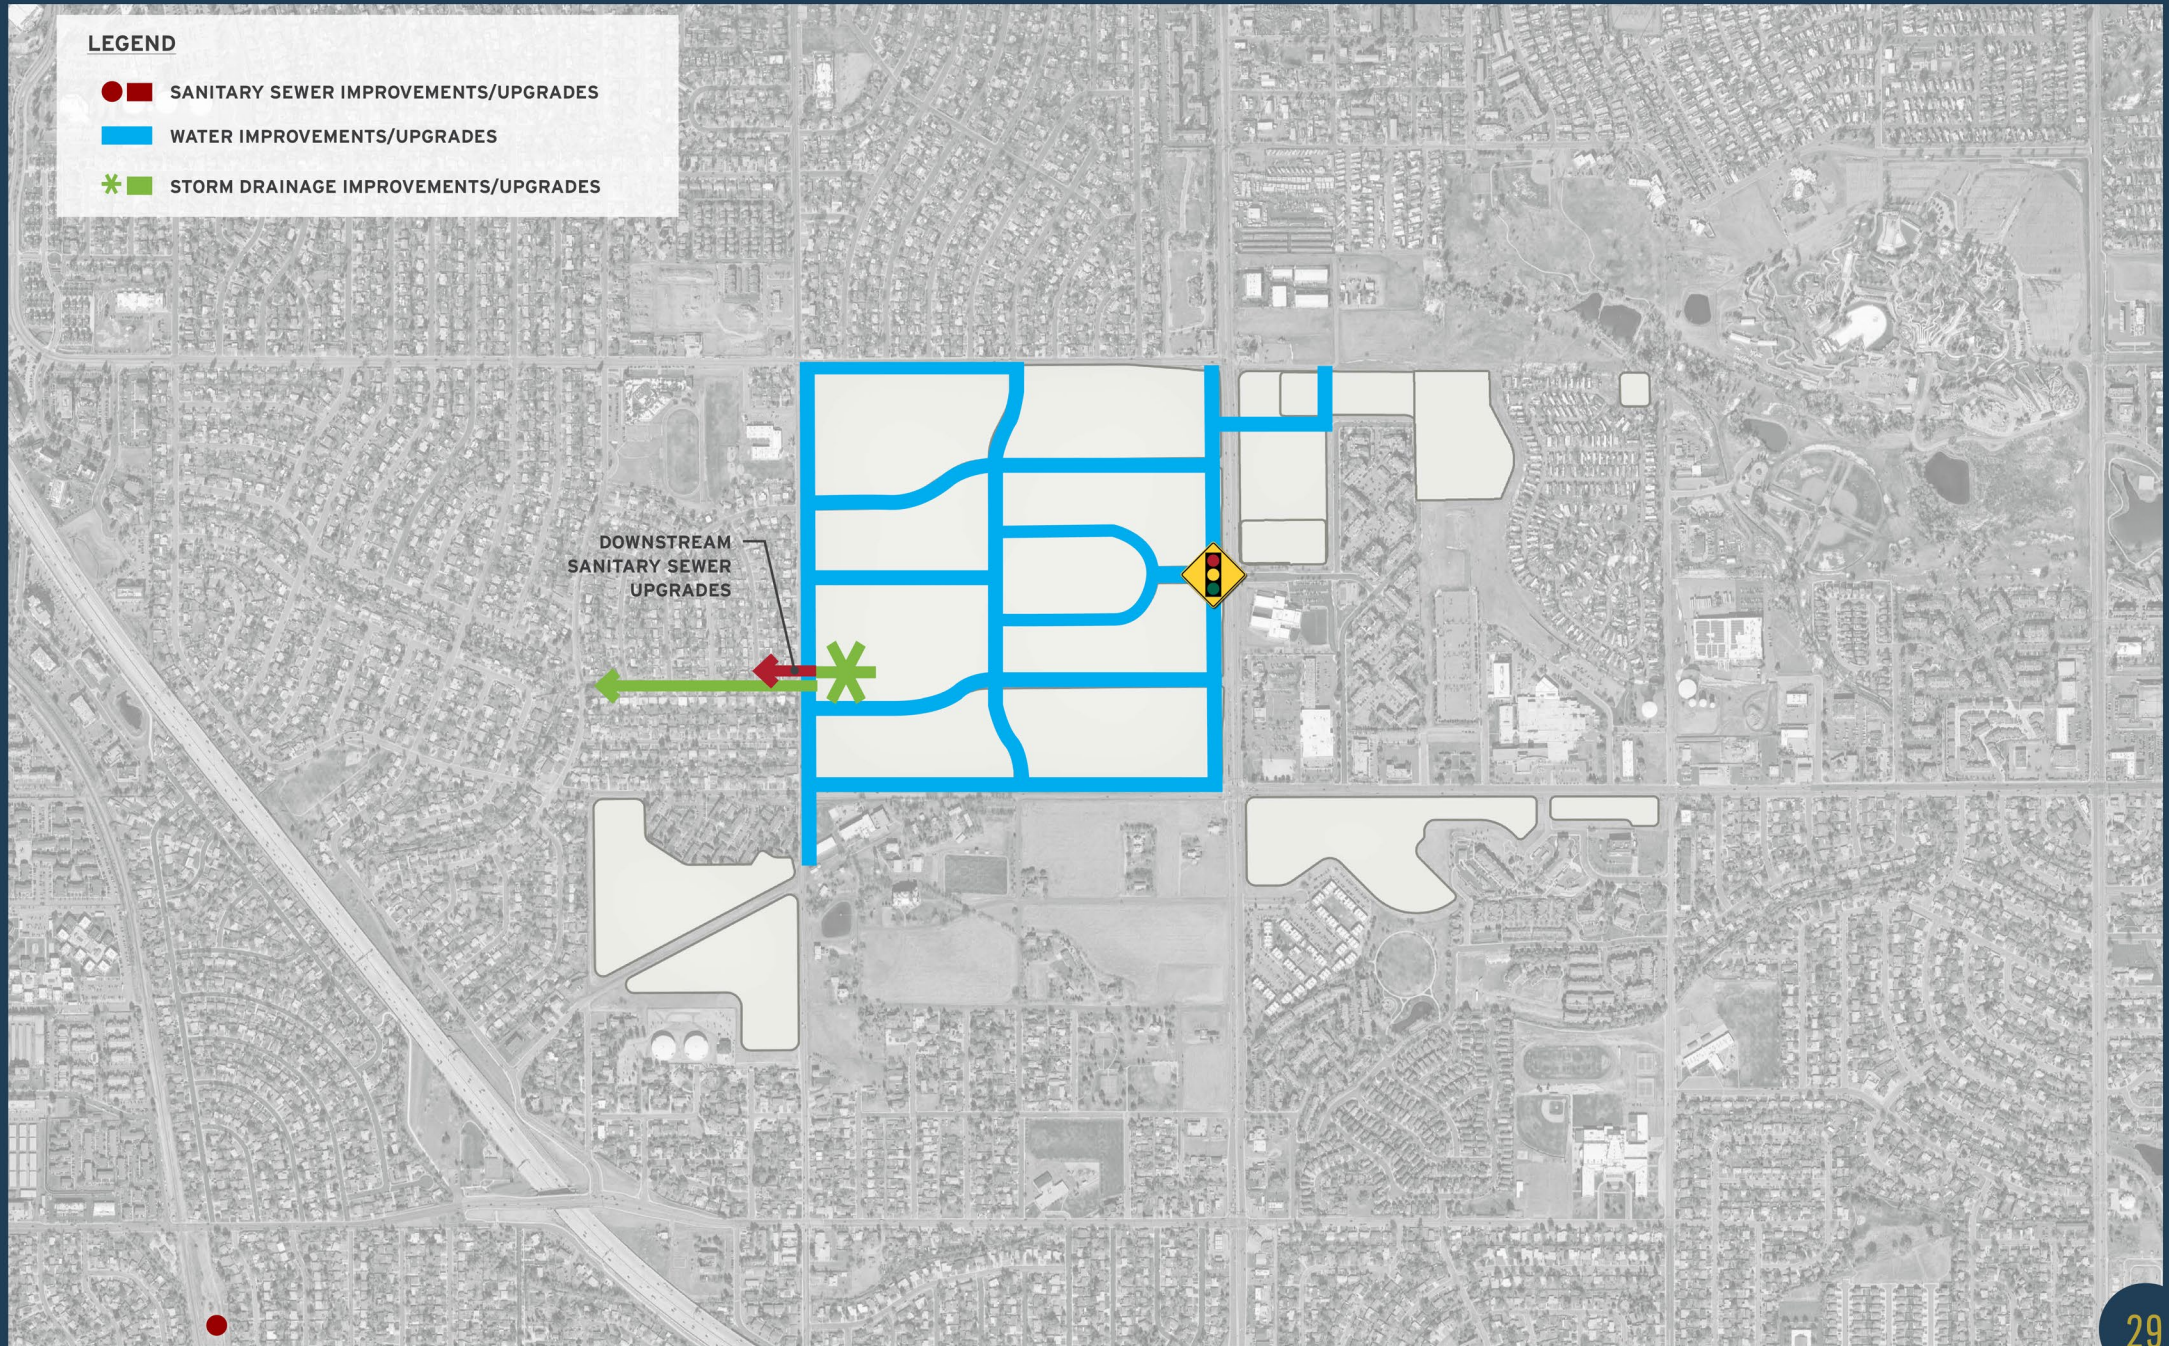 LEGEND
SANITARY SEWER IMPROVEMENTS/UPGRADES
WATER IMPROVEMENTS/UPGRADES
STORM DRAINAGE IMPROVEMENTS/UPGRADES
DOWNSTREAM
SANITARY SEWER
UPGRADES
29